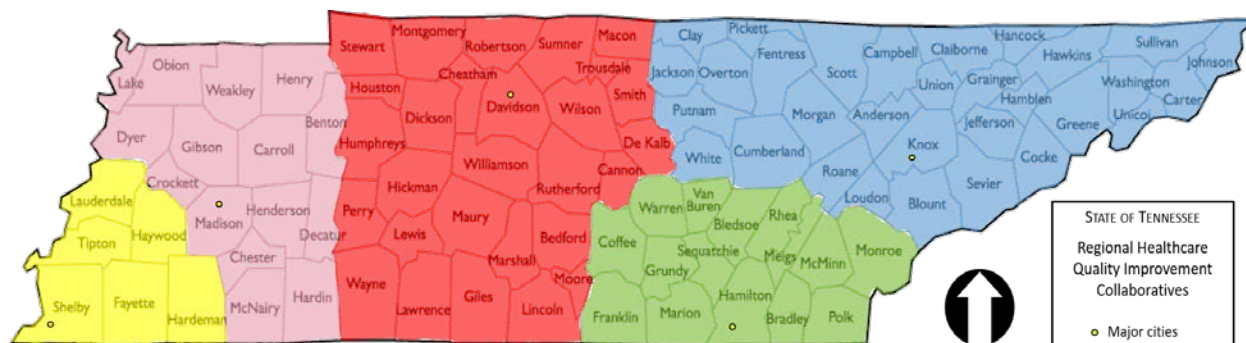 Lake
Obion
Weakley
Henry
Dyer
Gibson
Carroll
Benton
Crockett
Madison
Henderson
Decatur
Chester
McNairy
Hardin
Lauderdale
Tipton
Haywood
Shelby
Fayette
Hardeman
Stewart
Montgomery
Robertson
Sumner
Macon
Trousdale
Houston
Cheatham
Davidson
Wilson
Smith
Dickson
Humphreys
De Kalb
Williamson
Rutherford
Cannon
Hickman
Perry
Lewis
Maury
Bedford
Marshall
Moore
Wayne
Lawrence
Giles
Lincoln
Clay
Pickett
Fentress
Scott
Campbell
Claiborne
Hancock
Hawkins
Sullivan
Johnson
Jackson
Overton
Union
Grainger
Hamblen
Washington
Carter
Unicoi
Putnam
Morgan
Anderson
Jefferson
Greene
White
Cumberland
Knox
Cocke
Roane
Loudon
Blount
Sevier
Warren
Van
Buren
Bledsoe
Rhea
Coffee
Sequatchie
Meigs
McMinn
Monroe
Grundy
Hamilton
Franklin
Marion
Bradley
Polk
STATE OF TENNESSEE
Regional Healthcare
Quality Improvement
Collaboratives
Major cities